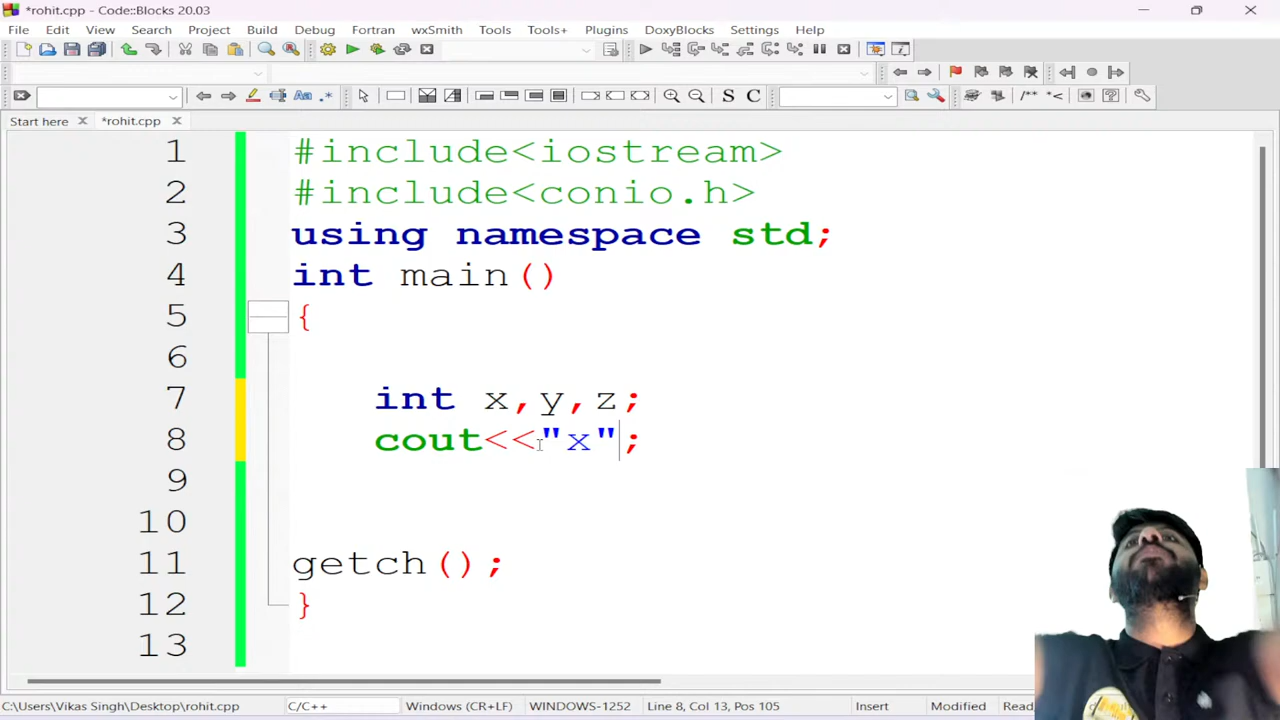 *rohit.cpp - Code::Blocks 20.03
File Edit View Search Project Build Debug Fortran wxSmith Tools Tools+ Plugins DoxyBlocks Settings Help
S C /** *<
Start here *rohit.cpp
1 #include<iostream>
2 #include<conio.h>
3 using namespace std;
4 int main()
5 {
6
7 int x,y,z;
8 cout<<"x";
9
10
11 getch();
12 }
13
C:\Users\Vikas Singh\Desktop\rohit.cpp C/C++ Windows (CR+LF) WINDOWS-1252 Line 8, Col 13, Pos 105 Insert Modified Read